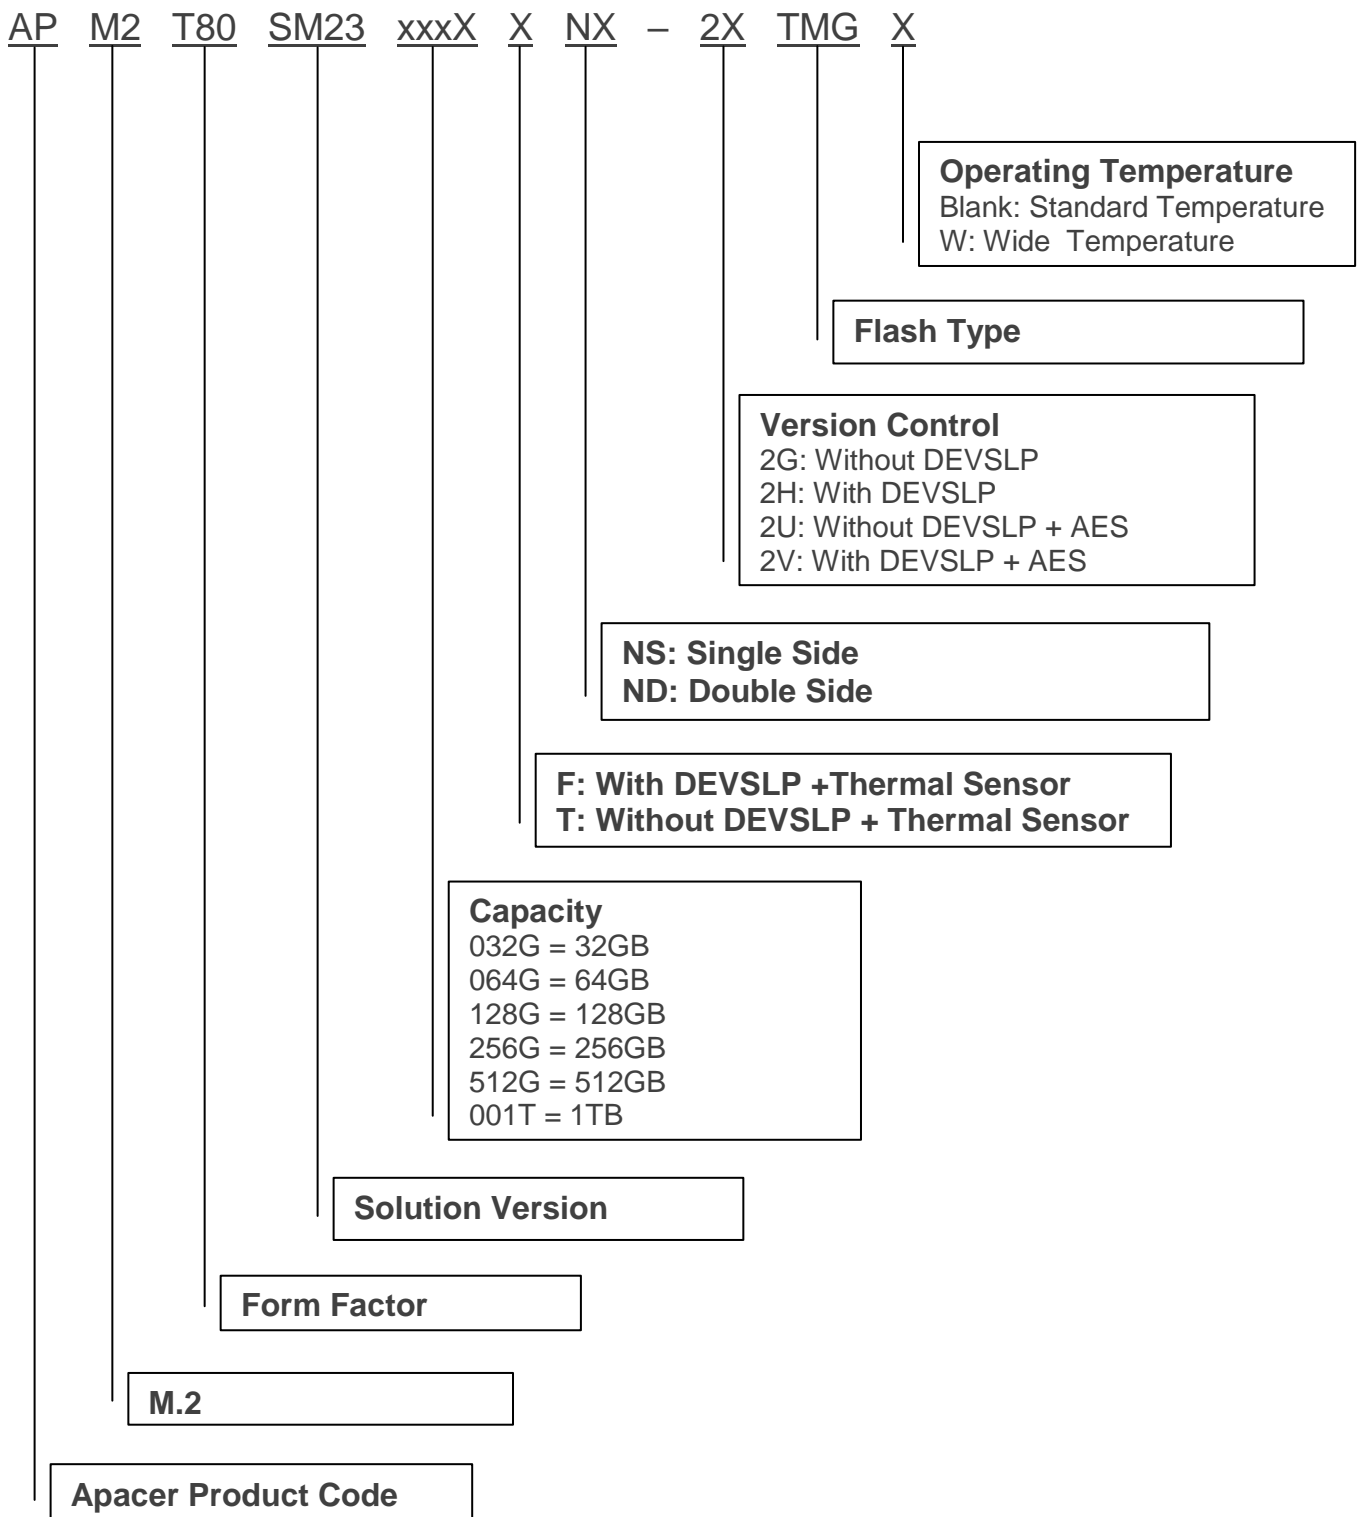 AP M2 T80 SM23 xxxX X NX – 2X TMG X
Operating Temperature
Blank: Standard Temperature
W: Wide Temperature
Flash Type
Version Control
2G: Without DEVSLP
2H: With DEVSLP
2U: Without DEVSLP + AES
2V: With DEVSLP + AES
NS: Single Side
ND: Double Side
F: With DEVSLP +Thermal Sensor
T: Without DEVSLP + Thermal Sensor
Capacity
032G = 32GB
064G = 64GB
128G = 128GB
256G = 256GB
512G = 512GB
001T = 1TB
Solution Version
Form Factor
M.2
Apacer Product Code